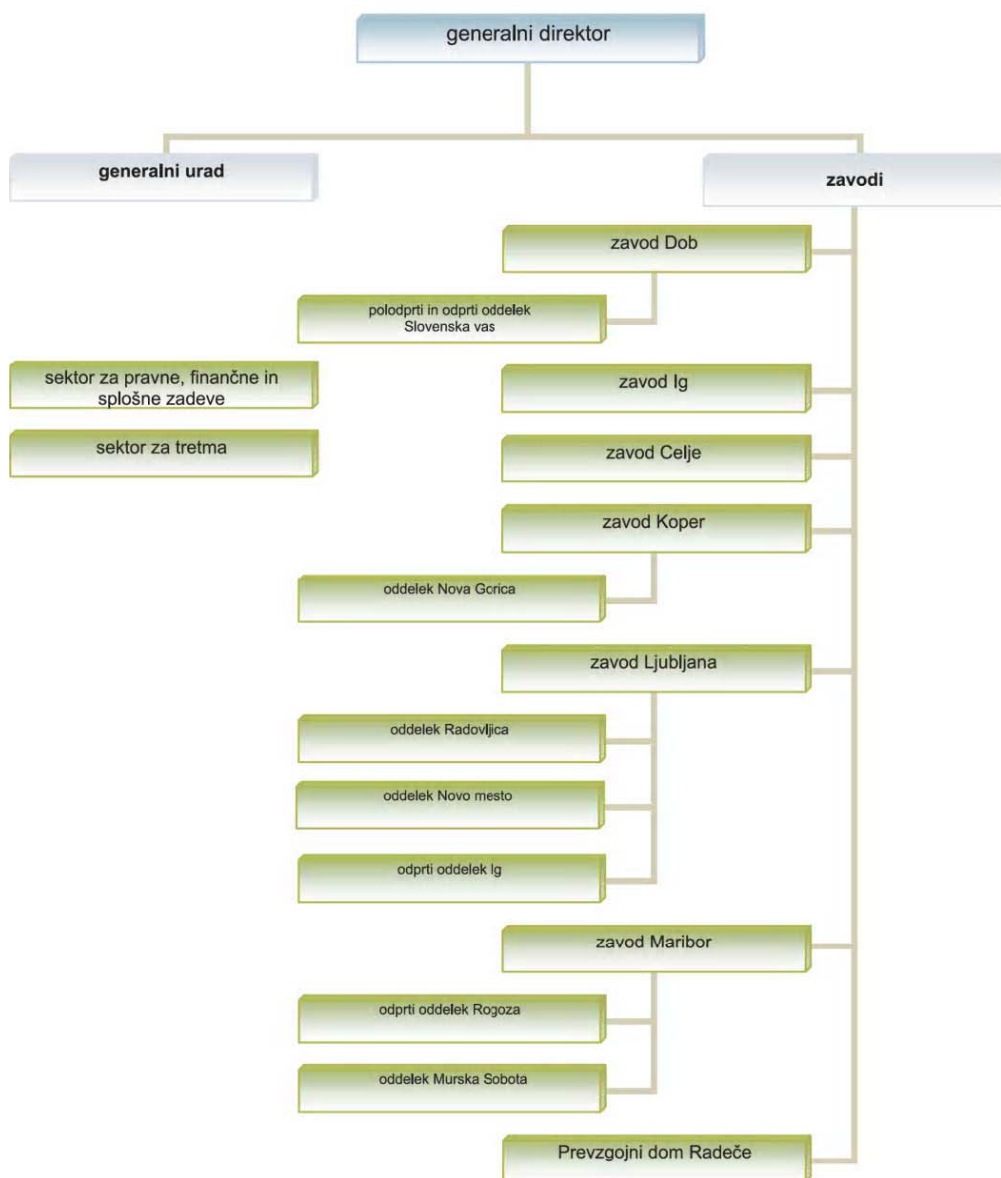 generalni direktor
generalni urad
zavodi
zavod Dob
polodprti in odprti oddelek
Slovenska vas
sektor za pravne, finančne in
splošne zadeve
zavod Ig
sektor za tretma
zavod Celje
zavod Koper
oddelek Nova Gorica
zavod Ljubljana
oddelek Radovljica
oddelek Novo mesto
odprti oddelek Ig
zavod Maribor
odprti oddelek Rogoza
oddelek Murska Sobota
Prevzgojni dom Radeče